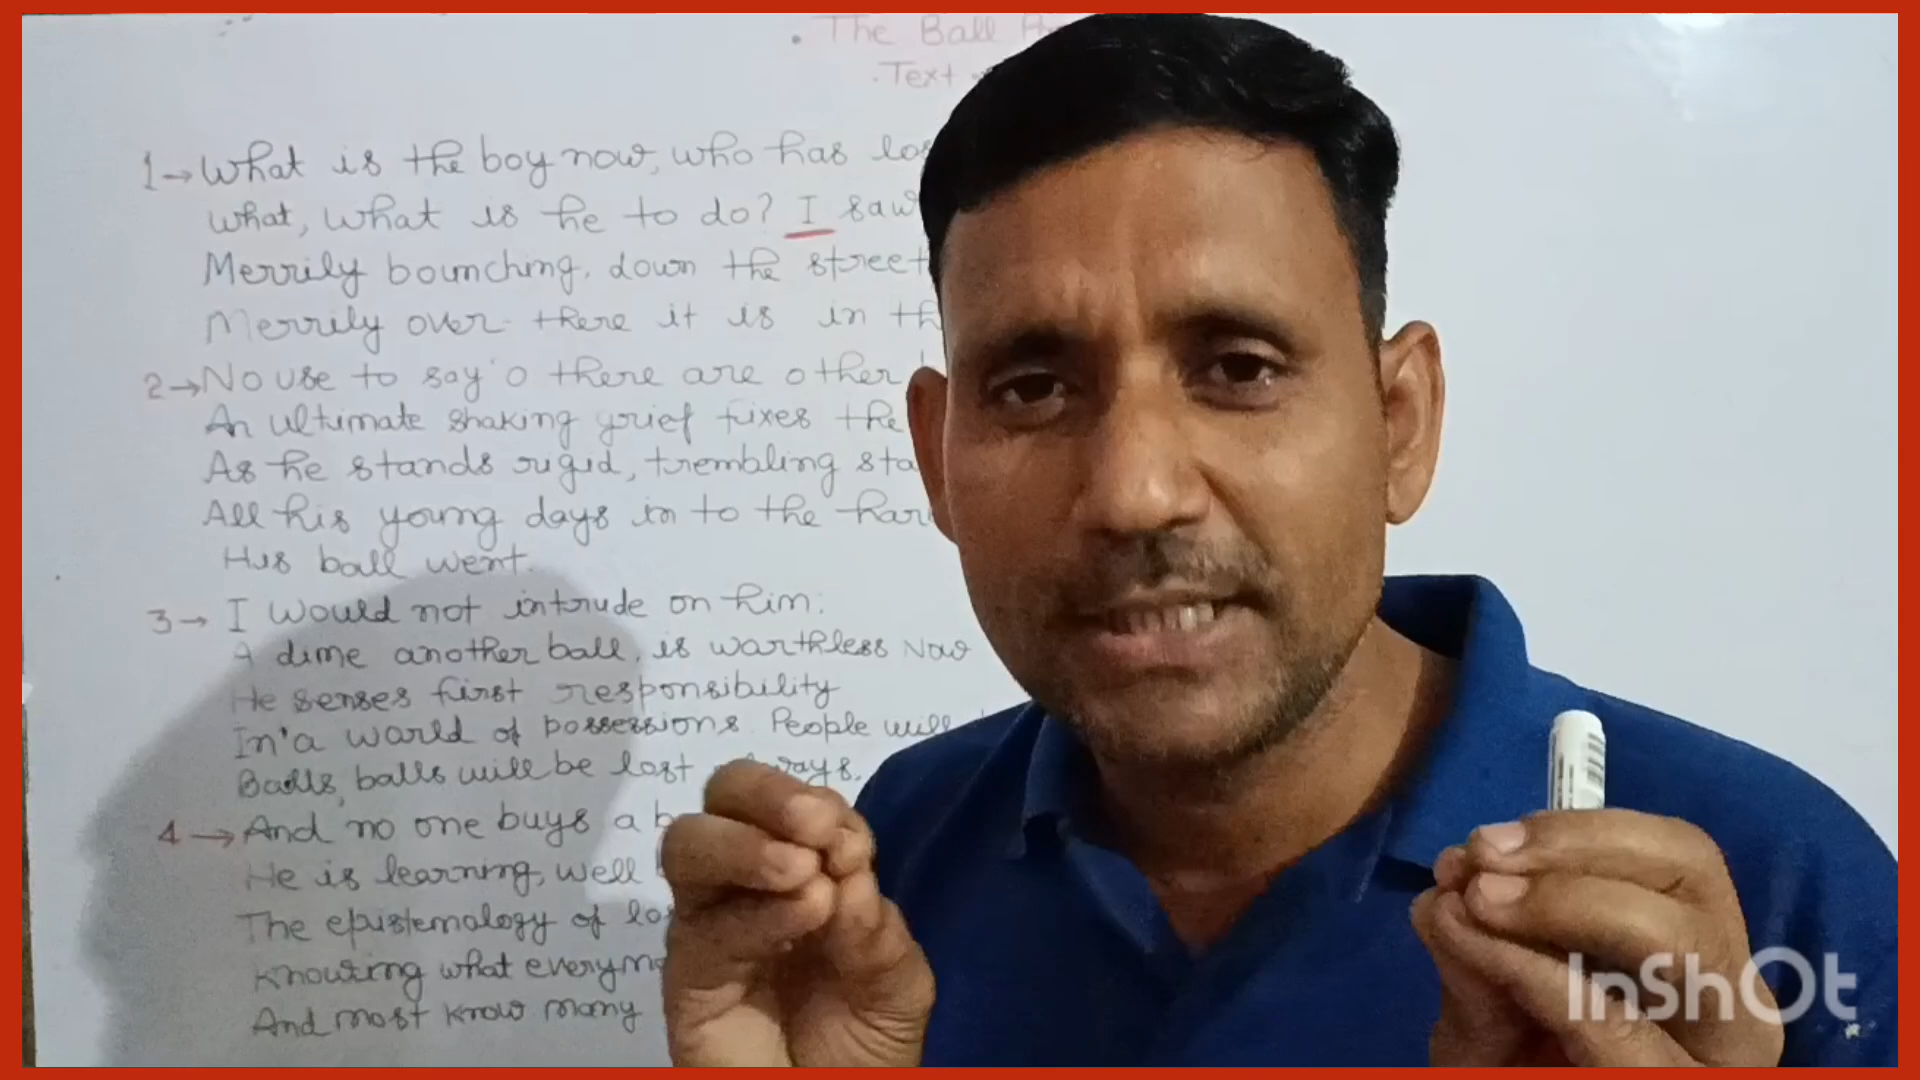 • The Ball
• Text
1→ What is the boy now, who has los
what, what is he to do? I saw
Merrily bounching, down the street
Merrily over there it is in th
2→ No use to say o there are other
An ultimate shaking grief fixes the
As he stands rigid, trembling sta
All his young days in to the har
His ball went.
3→ I would not intrude on him:
A dime another ball, is warthless Now
He senses first responsibility
In a warld of possessions. People will
Balls, balls will be lost always.
4→ And no one buys a b
He is learning, well
The epistemalogy of los
Knowing what every
And most know many
InShOt